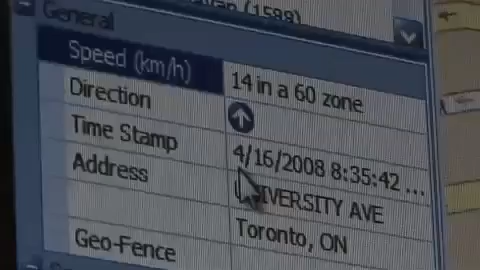 (1599)
General
Speed (km/h) 14 in a 60 zone
Direction
Time Stamp 4/16/2008 8:35:42 ...
Address UNIVERSITY AVE
Toronto, ON
Geo-Fence